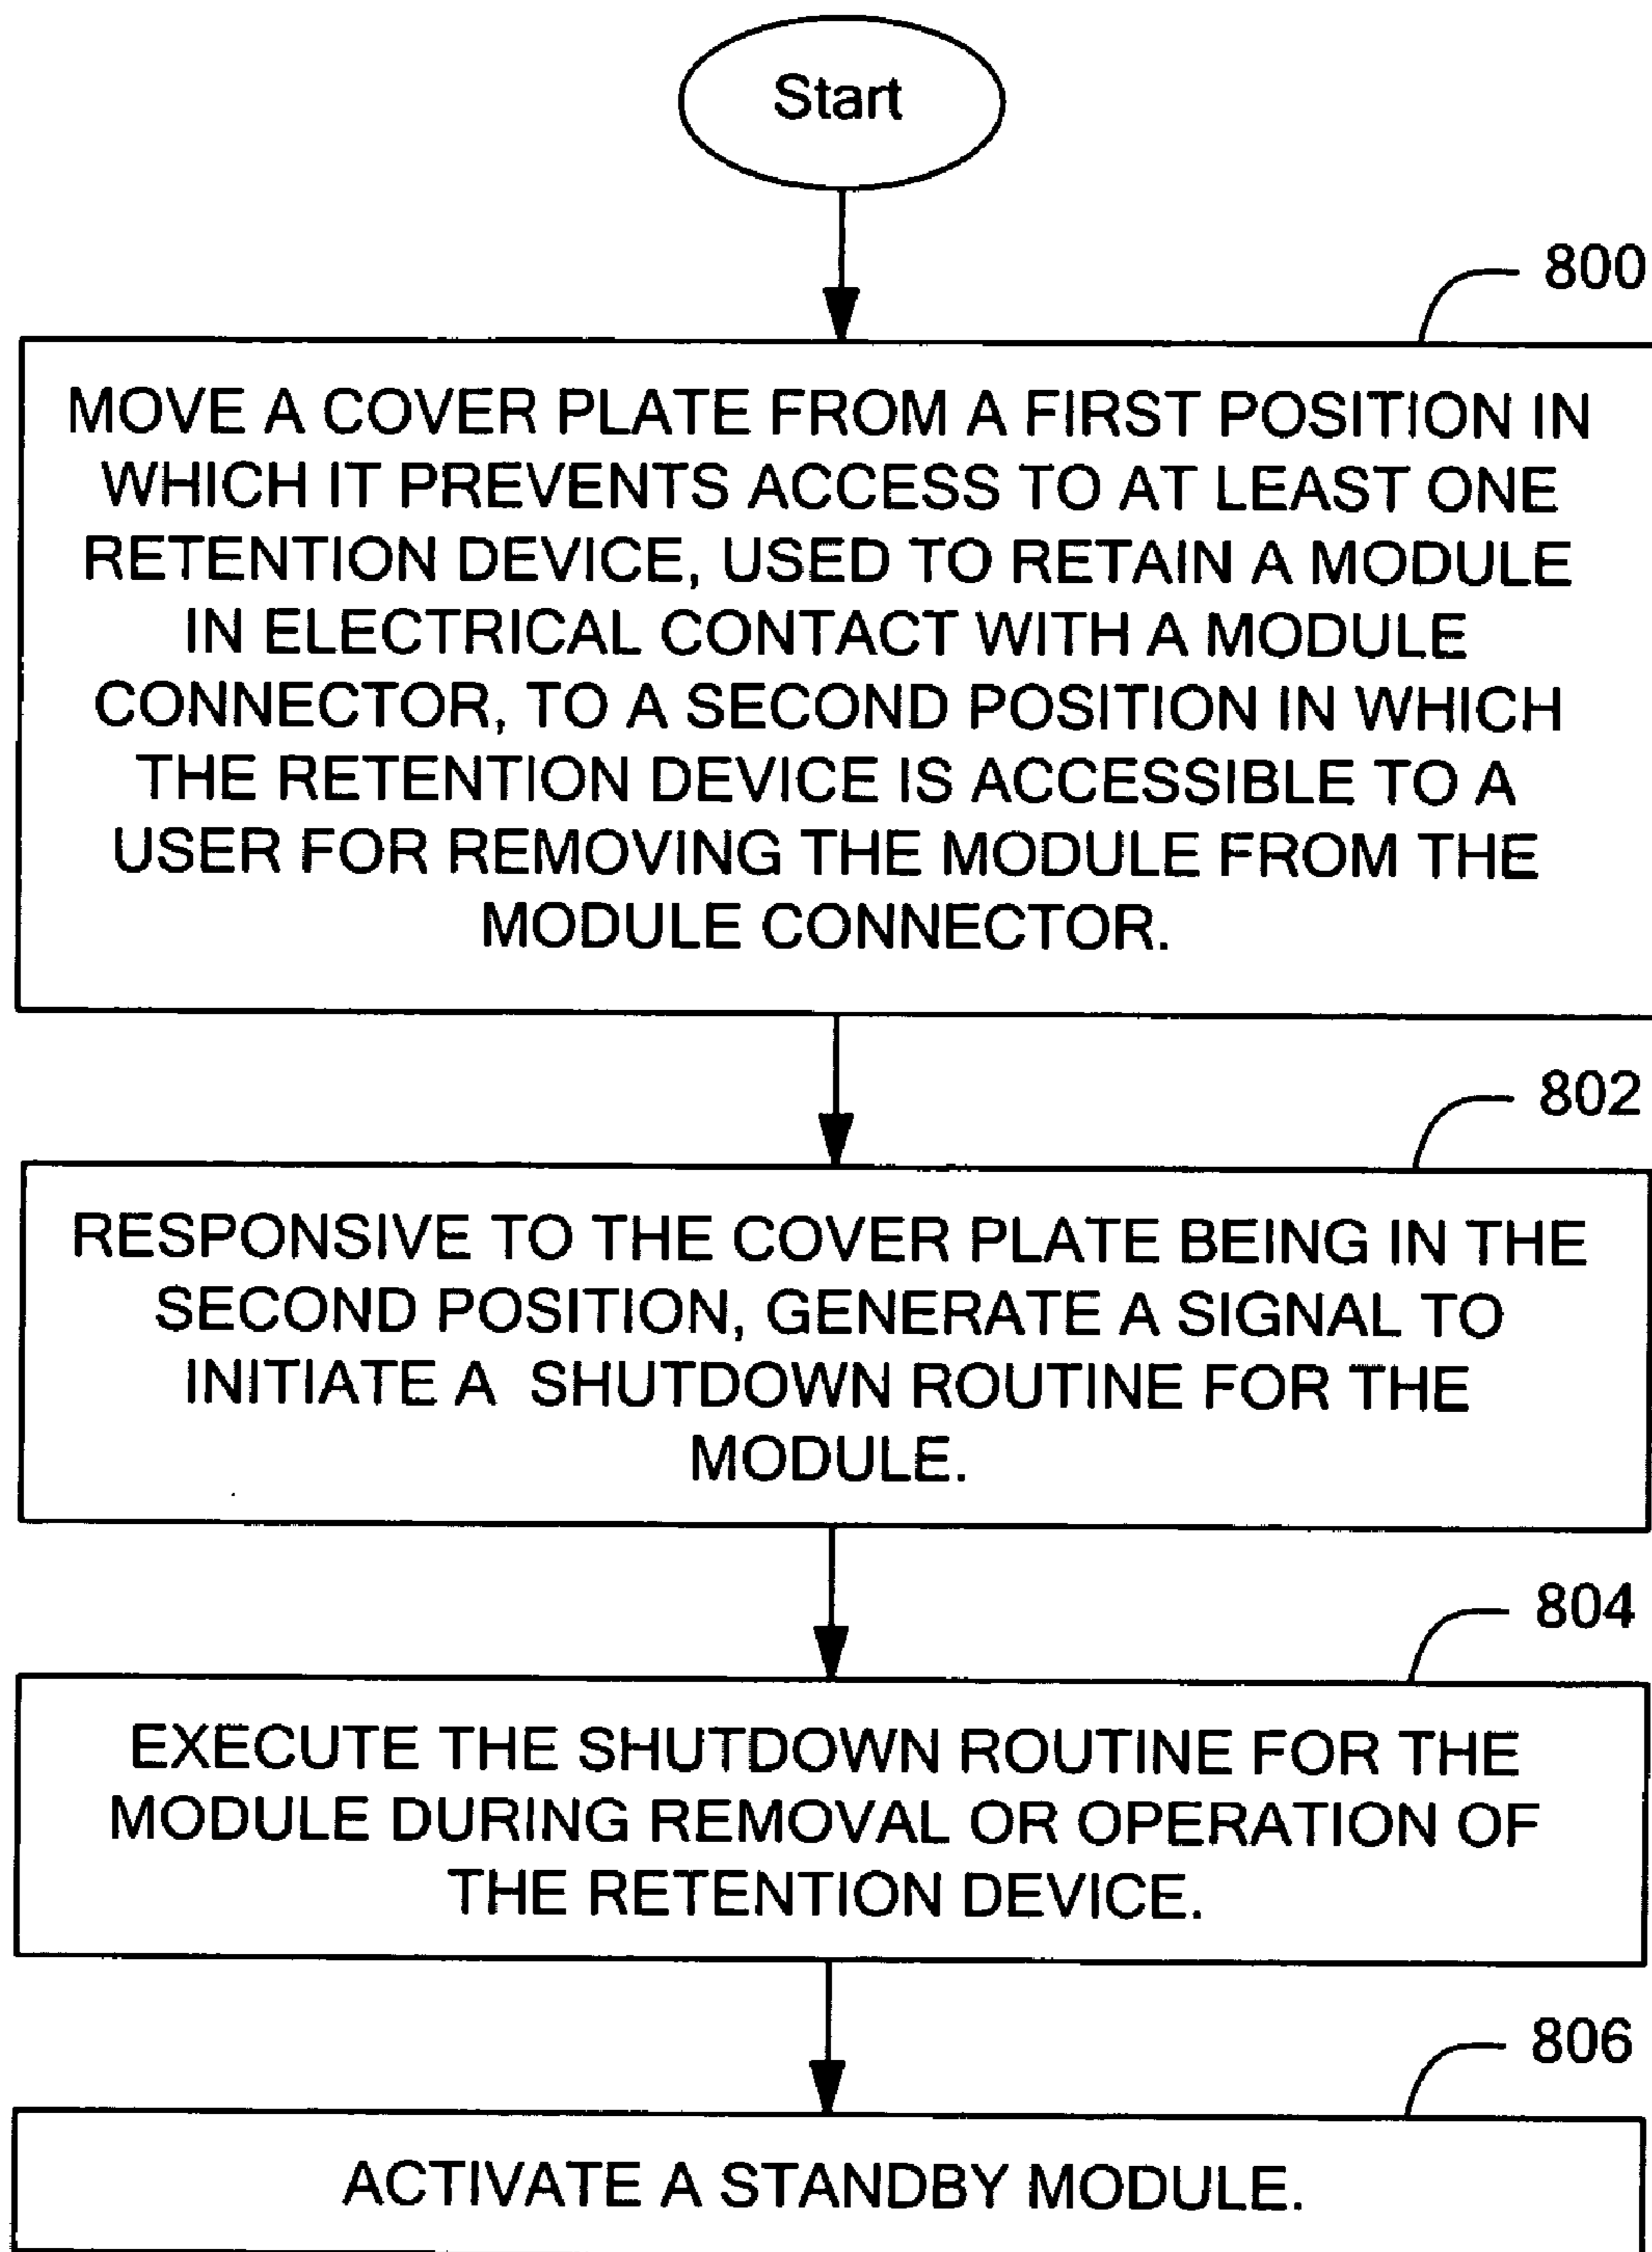 Start
800
MOVE A COVER PLATE FROM A FIRST POSITION IN
WHICH IT PREVENTS ACCESS TO AT LEAST ONE
RETENTION DEVICE, USED TO RETAIN A MODULE
IN ELECTRICAL CONTACT WITH A MODULE
CONNECTOR, TO A SECOND POSITION IN WHICH
THE RETENTION DEVICE IS ACCESSIBLE TO A
USER FOR REMOVING THE MODULE FROM THE
MODULE CONNECTOR.
802
RESPONSIVE TO THE COVER PLATE BEING IN THE
SECOND POSITION, GENERATE A SIGNAL TO
INITIATE A SHUTDOWN ROUTINE FOR THE
MODULE.
804
EXECUTE THE SHUTDOWN ROUTINE FOR THE
MODULE DURING REMOVAL OR OPERATION OF
THE RETENTION DEVICE.
806
ACTIVATE A STANDBY MODULE.